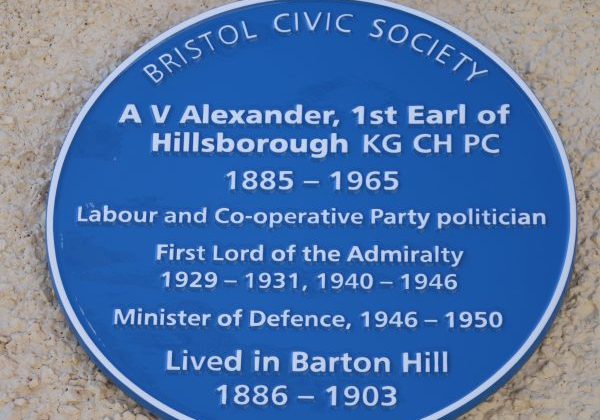 BRISTOL CIVIC SOCIETY
A V Alexander, 1st Earl of
Hillsborough KG CH PC
1885 – 1965
Labour and Co-operative Party politician
First Lord of the Admiralty
1929 – 1931, 1940 – 1946
Minister of Defence, 1946 – 1950
Lived in Barton Hill
1886 – 1903